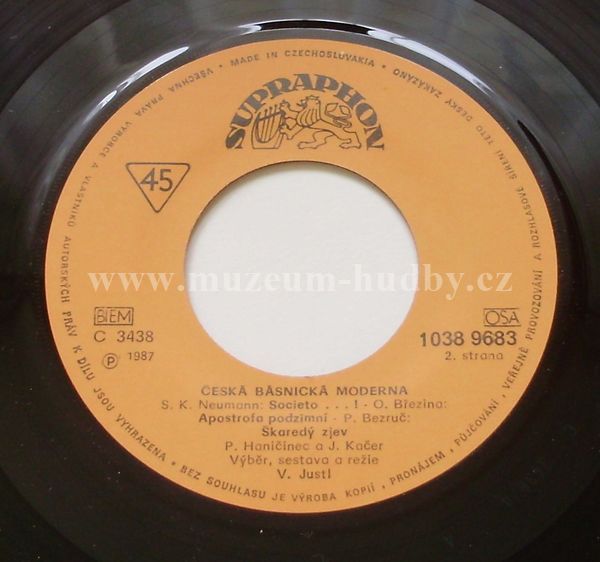 VŠECHNA PRÁVA VÝROBCE A VLASTNÍKŮ AUTORSKÝCH PRÁV K DÍLU JSOU VYHRAZENA • BEZ SOUHLASU JE VÝROBA KOPIÍ, PRONÁJEM, PŮJČOVÁNÍ, VEŘEJNÉ PROVOZOVÁNÍ A ROZHLASOVÉ ŠÍŘENÍ TÉTO DESKY ZAKÁZÁNO • MADE IN CZECHOSLOVAKIA •
SUPRAPHON
45
www.muzeum-hudby.cz
BIEM OSA
C 3438 1038 9683
Ⓟ 1987 2. strana
ČESKÁ BÁSNICKÁ MODERNA
S. K. Neumann: Societo . . . ! - O. Březina:
Apostrofa podzimní - P. Bezruč:
Škaredý zjev
P. Haničinec a J. Kačer
Výběr, sestava a režie
V. Justl